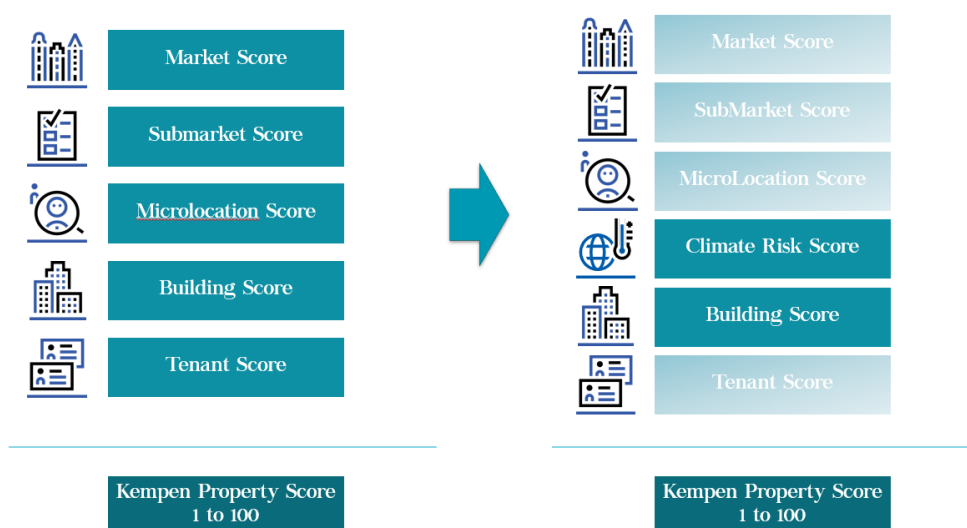 Market Score
Submarket Score
Microlocation Score
Building Score
Tenant Score
Kempen Property Score
1 to 100
Market Score
SubMarket Score
MicroLocation Score
Climate Risk Score
Building Score
Tenant Score
Kempen Property Score
1 to 100